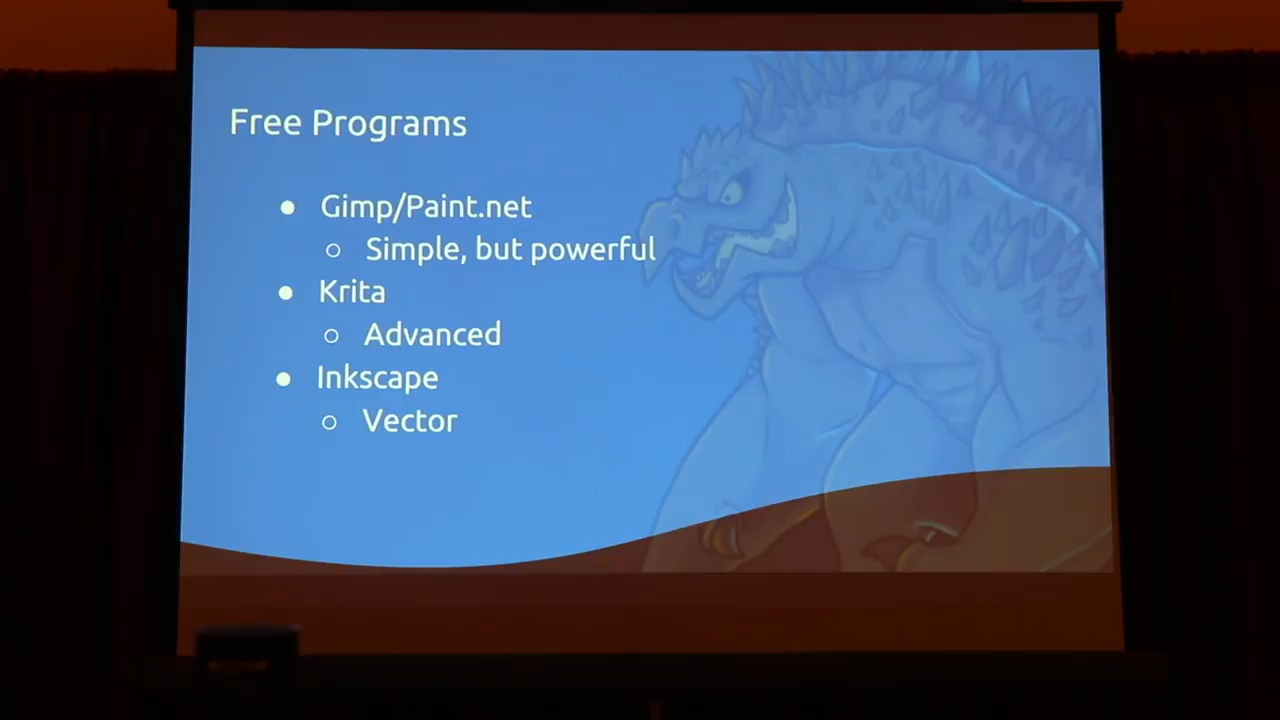 Free Programs
● Gimp/Paint.net
○ Simple, but powerful
● Krita
○ Advanced
● Inkscape
○ Vector